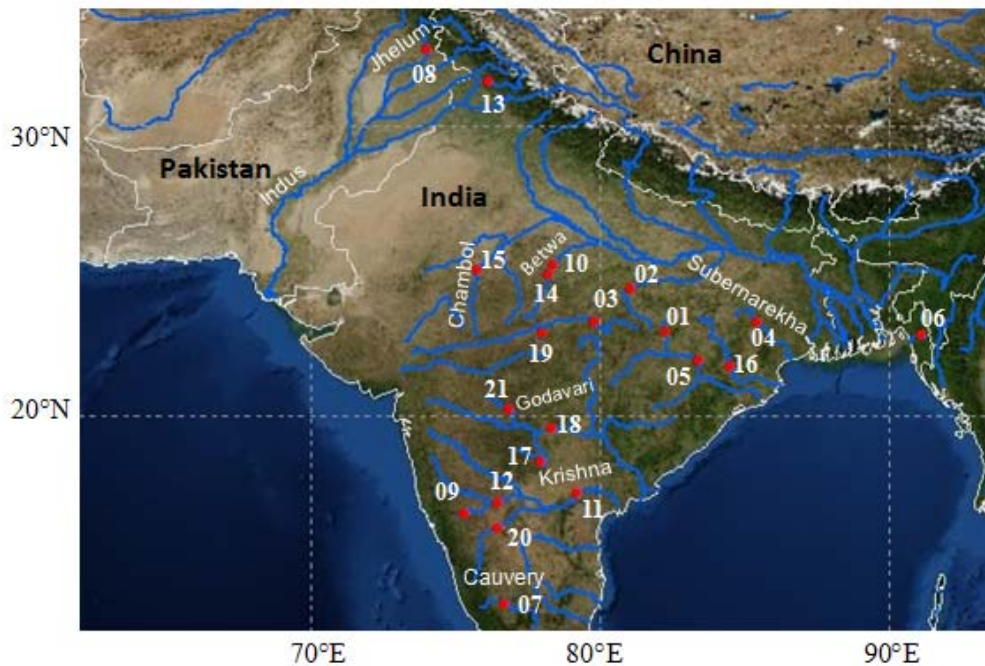 Jhelum
08
China
13
30°N
Pakistan
Indus
India
Chambol
15
Betwa
10
14
02
03
Subernarekha
01
04
06
19
05
16
21
Godavari
20°N
18
17
Krishna
12
09
11
20
Cauvery
07
70°E
80°E
90°E